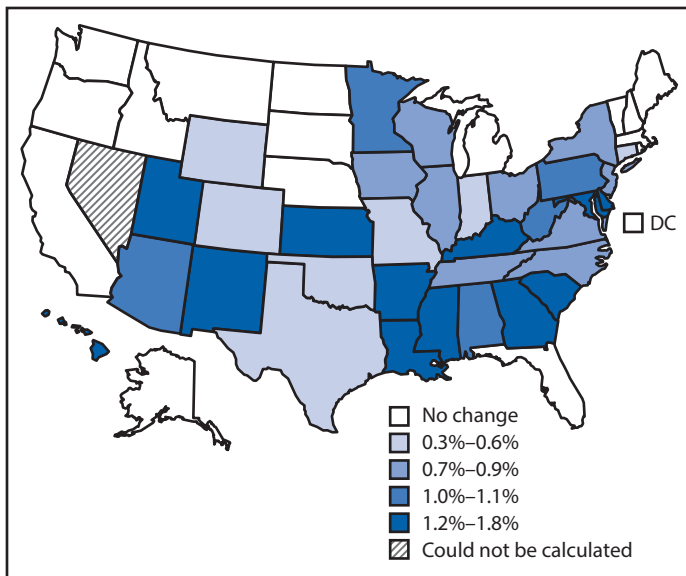 DC
No change
0.3%–0.6%
0.7%–0.9%
1.0%–1.1%
1.2%–1.8%
Could not be calculated